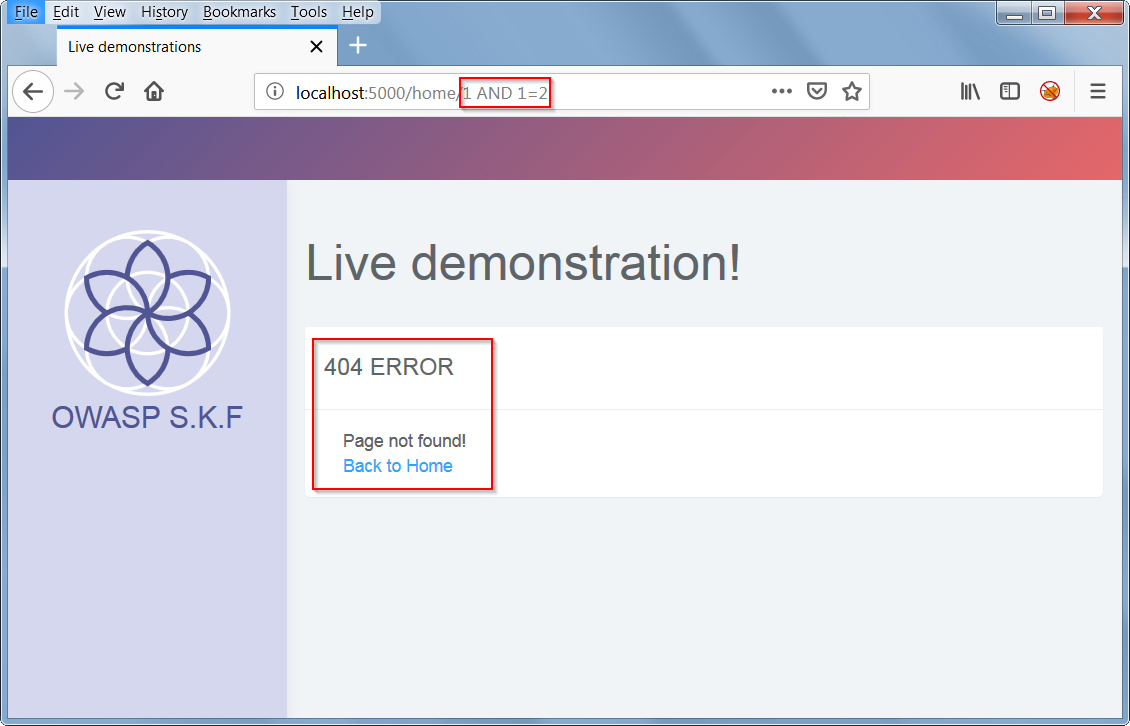 File Edit View History Bookmarks Tools Help
Live demonstrations
localhost:5000/home/1 AND 1=2
Live demonstration!
OWASP S.K.F
404 ERROR
Page not found!
Back to Home